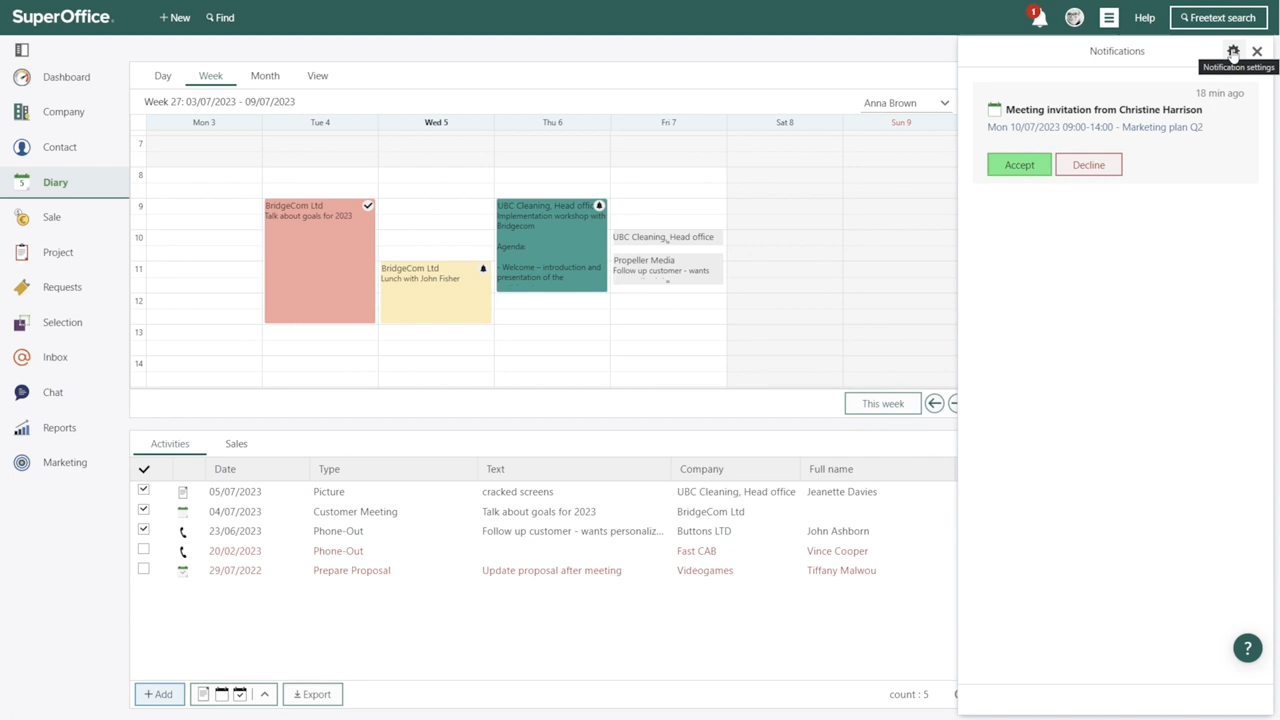 SuperOffice.
+ New
Find
1
Help
Freetext search
Dashboard
Company
Contact
5
Diary
Sale
Project
Requests
Selection
Inbox
Chat
Reports
Marketing
Day
Week
Month
View
Week 27: 03/07/2023 - 09/07/2023
Anna Brown
Mon 3
Tue 4
Wed 5
Thu 6
Fri 7
Sat 8
Sun 9
7
8
9
10
11
12
13
14
BridgeCom Ltd
Talk about goals for 2023
BridgeCom Ltd
Lunch with John Fisher
UBC Cleaning, Head offic
Implementation workshop with
Bridgecom
Agenda:
- Welcome – introduction and
presentation of the
UBC Cleaning, Head office
Propeller Media
Follow up customer - wants
This week
Activities
Sales
Date
Type
Text
Company
Full name
05/07/2023
Picture
cracked screens
UBC Cleaning, Head office
Jeanette Davies
04/07/2023
Customer Meeting
Talk about goals for 2023
BridgeCom Ltd
23/06/2023
Phone-Out
Follow up customer - wants personaliz...
Buttons LTD
John Ashborn
20/02/2023
Phone-Out
Fast CAB
Vince Cooper
29/07/2022
Prepare Proposal
Update proposal after meeting
Videogames
Tiffany Malwou
+ Add
Export
count : 5
Notifications
Notification settings
18 min ago
Meeting invitation from Christine Harrison
Mon 10/07/2023 09:00-14:00 - Marketing plan Q2
Accept
Decline
?